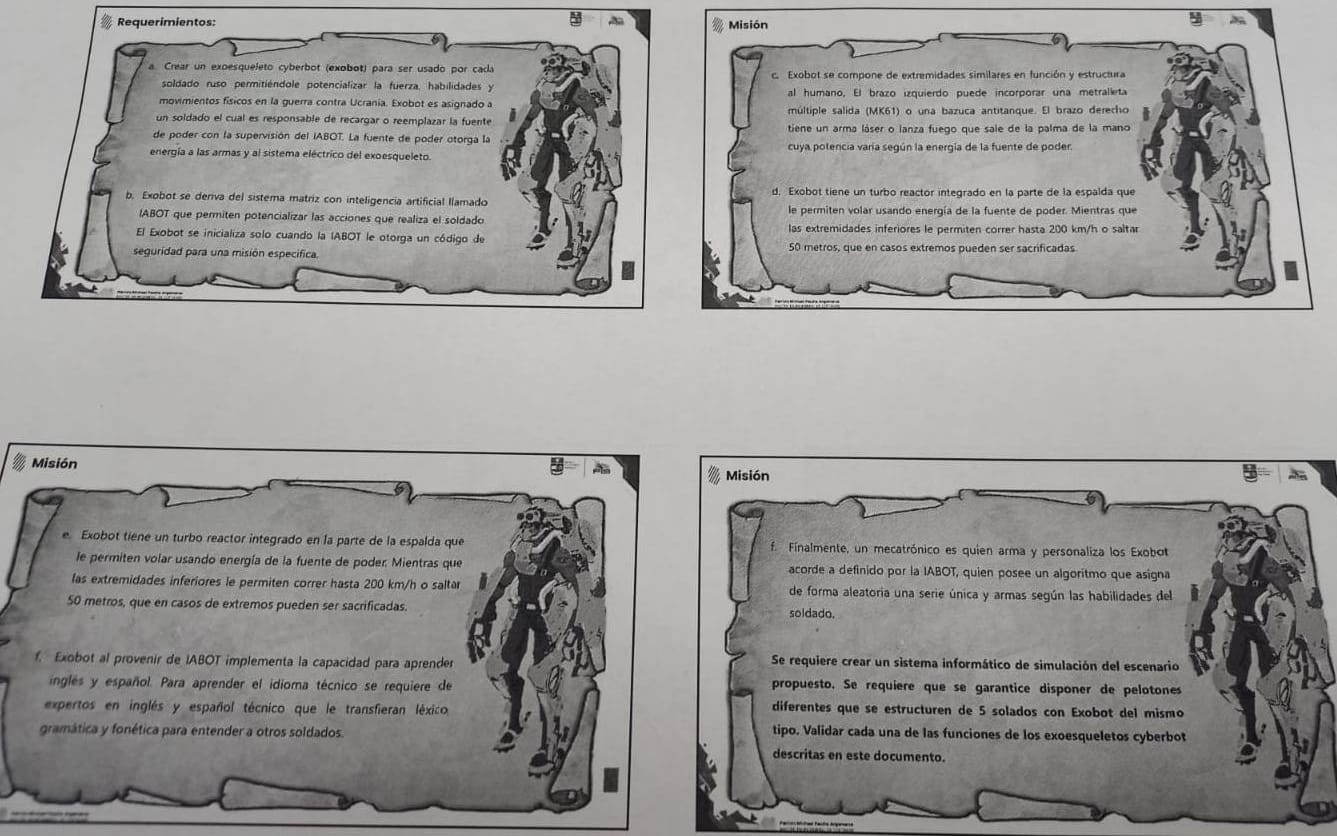 Requerimientos:
a. Crear un exoesqueleto cyberbot (exobot) para ser usado por cada
soldado ruso permitiéndole potencializar la fuerza, habilidades y
movimientos físicos en la guerra contra Ucrania. Exobot es asignado a
un soldado el cual es responsable de recargar o reemplazar la fuente
de poder con la supervisión del IABOT. La fuente de poder otorga la
energía a las armas y al sistema eléctrico del exoesqueleto.
b. Exobot se deriva del sistema matriz con inteligencia artificial llamado
IABOT que permiten potencializar las acciones que realiza el soldado.
El Exobot se inicializa solo cuando la IABOT le otorga un código de
seguridad para una misión específica.
Misión
c. Exobot se compone de extremidades similares en función y estructura
al humano, El brazo izquierdo puede incorporar una metralleta
múltiple salida (MK61) o una bazuca antitanque. El brazo derecho
tiene un arma láser o lanza fuego que sale de la palma de la mano
cuya potencia varía según la energía de la fuente de poder.
d. Exobot tiene un turbo reactor integrado en la parte de la espalda que
le permiten volar usando energía de la fuente de poder. Mientras que
las extremidades inferiores le permiten correr hasta 200 km/h o saltar
50 metros, que en casos extremos pueden ser sacrificadas.
Misión
e. Exobot tiene un turbo reactor integrado en la parte de la espalda que
le permiten volar usando energía de la fuente de poder. Mientras que
las extremidades inferiores le permiten correr hasta 200 km/h o saltar
50 metros, que en casos de extremos pueden ser sacrificadas.
f. Exobot al provenir de IABOT implementa la capacidad para aprender
inglés y español. Para aprender el idioma técnico se requiere de
expertos en inglés y español técnico que le transfieran léxico,
gramática y fonética para entender a otros soldados.
Misión
f. Finalmente, un mecatrónico es quien arma y personaliza los Exobot
acorde a definido por la IABOT, quien posee un algoritmo que asigna
de forma aleatoria una serie única y armas según las habilidades del
soldado.
Se requiere crear un sistema informático de simulación del escenario
propuesto. Se requiere que se garantice disponer de pelotones
diferentes que se estructuren de 5 solados con Exobot del mismo
tipo. Validar cada una de las funciones de los exoesqueletos cyberbot
descritas en este documento.